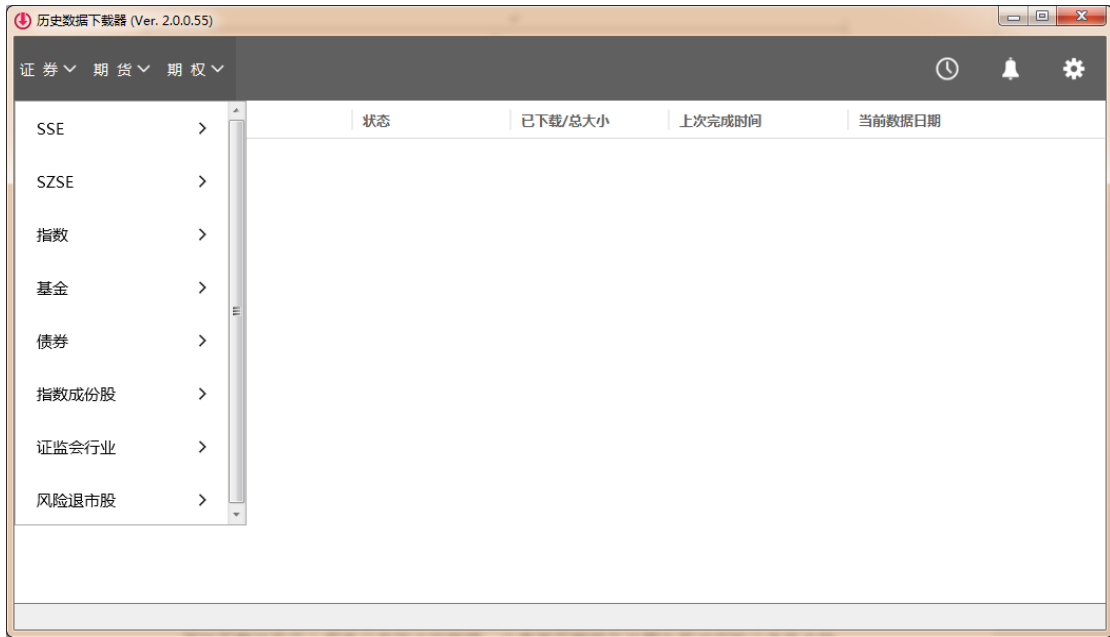 历史数据下载器 (Ver. 2.0.0.55)
证 券 期 货 期 权
状态 已下载/总大小 上次完成时间 当前数据日期
SSE
SZSE
指数
基金
债券
指数成份股
证监会行业
风险退市股